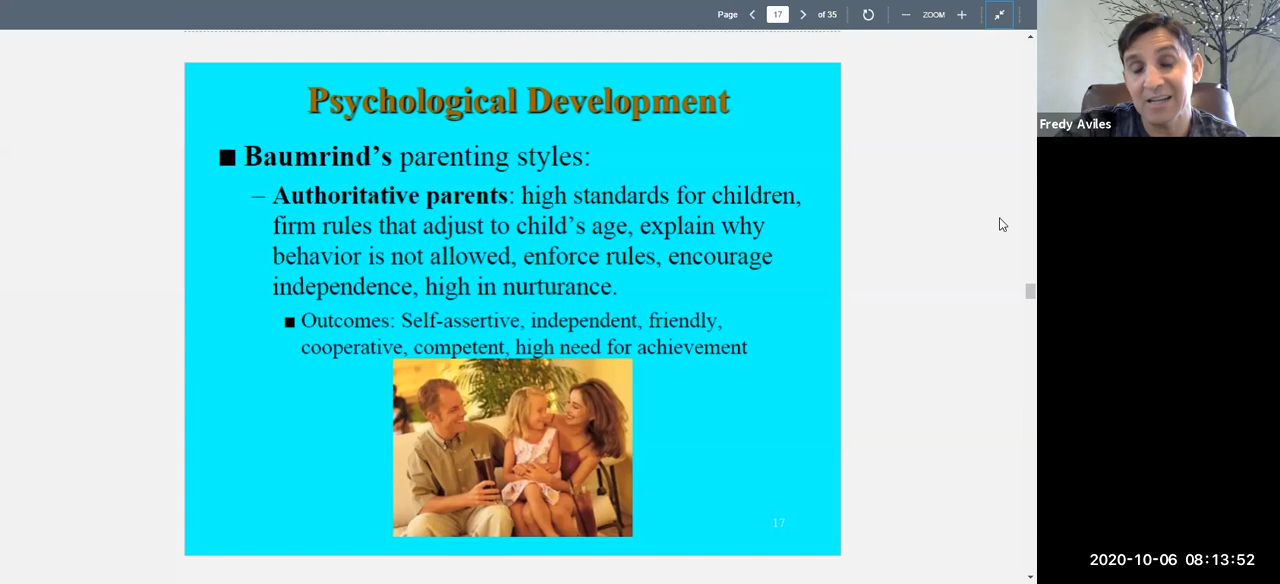 Page 17 of 35 ZOOM
Psychological Development
Baumrind's parenting styles:
– Authoritative parents: high standards for children,
firm rules that adjust to child's age, explain why
behavior is not allowed, enforce rules, encourage
independence, high in nurturance.
Outcomes: Self-assertive, independent, friendly,
cooperative, competent, high need for achievement
17
Fredy Aviles
2020-10-06 08:13:52